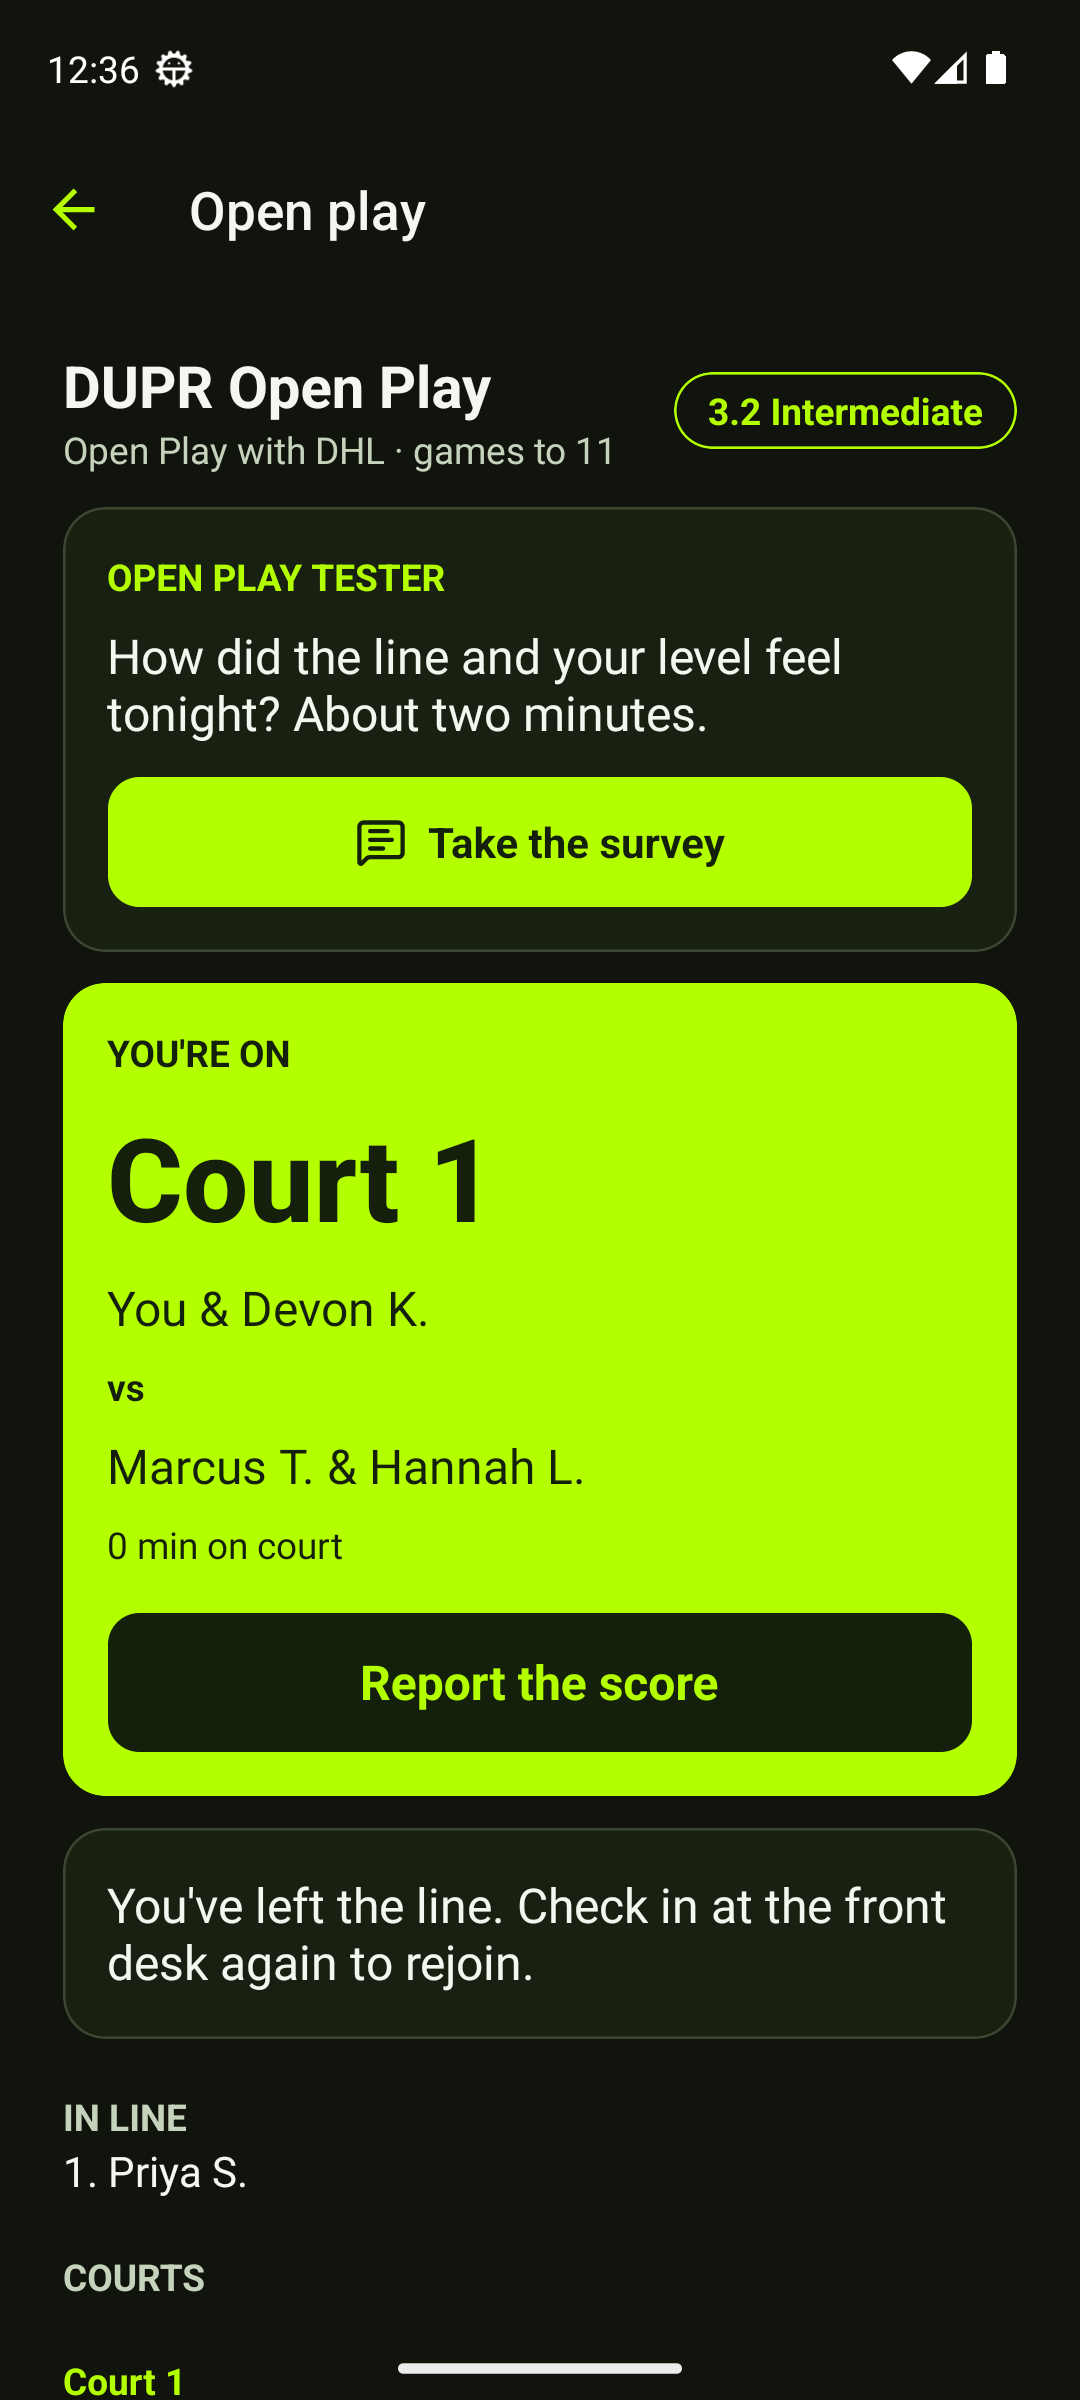 12:36
Open play
DUPR Open Play
3.2 Intermediate
Open Play with DHL · games to 11
OPEN PLAY TESTER
How did the line and your level feel
tonight? About two minutes.
Take the survey
YOU'RE ON
Court 1
You & Devon K.
vs
Marcus T. & Hannah L.
0 min on court
Report the score
You've left the line. Check in at the front
desk again to rejoin.
IN LINE
1. Priya S.
COURTS
Court 1